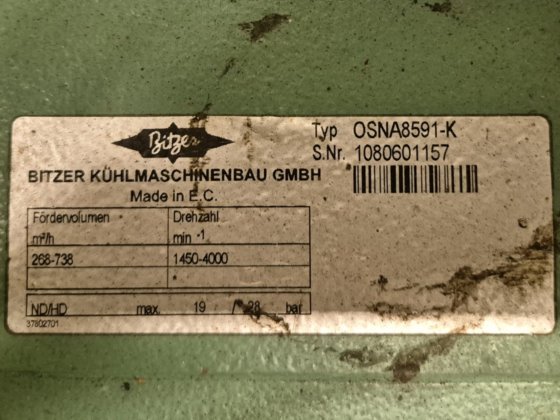 Bitzer
BITZER KÜHLMASCHINENBAU GMBH
Made in E.C.
Typ OSNA8591-K
S.Nr. 1080601157
Fördervolumen Drehzahl
m³/h min -1
268-738 1450-4000
ND/HD max. 19 / 28 bar
37802701